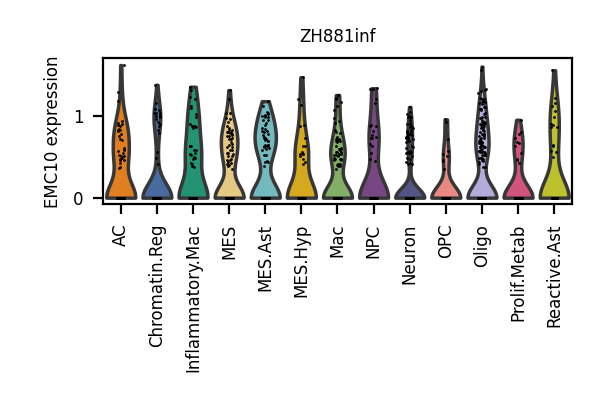 ZH881inf
EMC10 expression
1
0
AC
Chromatin.Reg
Inflammatory.Mac
MES
MES.Ast
MES.Hyp
Mac
NPC
Neuron
OPC
Oligo
Prolif.Metab
Reactive.Ast